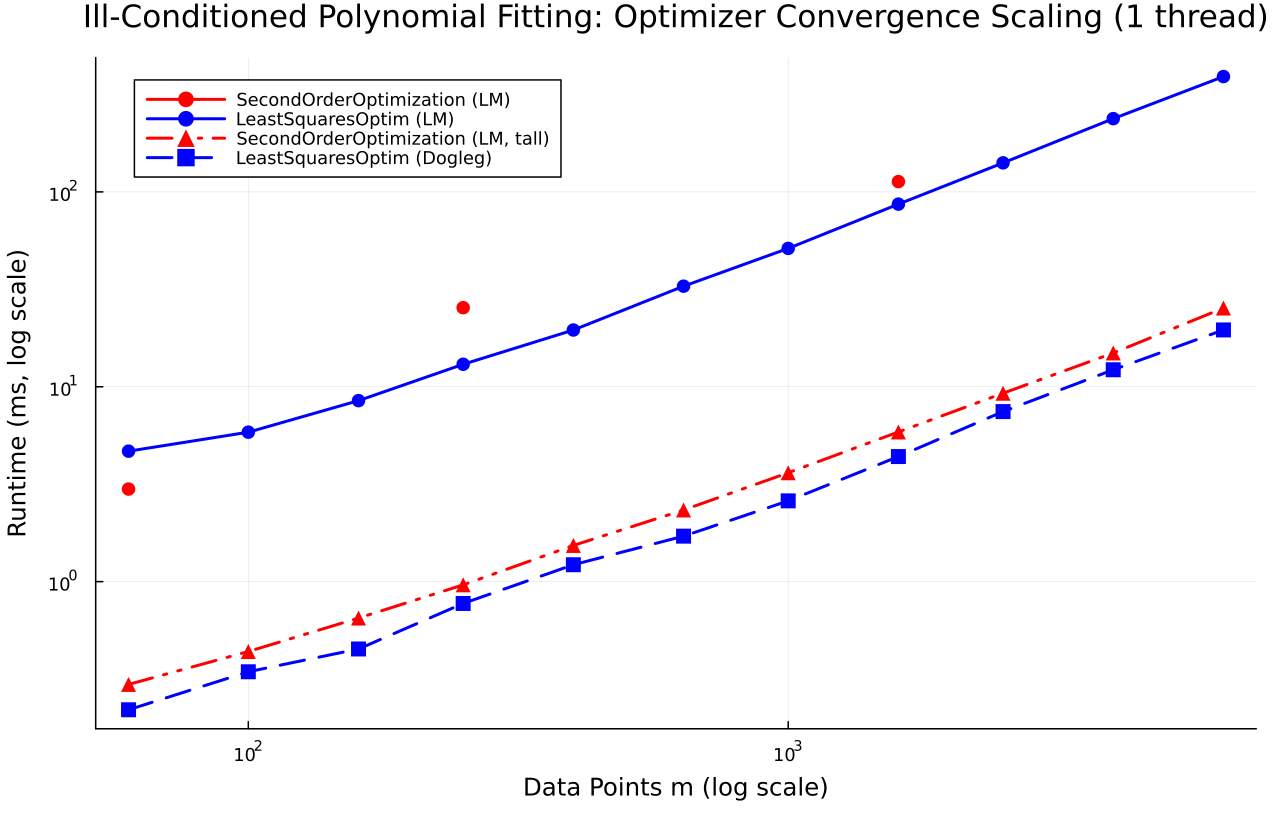 Ill-Conditioned Polynomial Fitting: Optimizer Convergence Scaling (1 thread)
SecondOrderOptimization (LM)
LeastSquaresOptim (LM)
SecondOrderOptimization (LM, tall)
LeastSquaresOptim (Dogleg)
Runtime (ms, log scale)
10²
10¹
10⁰
10²
10³
Data Points m (log scale)